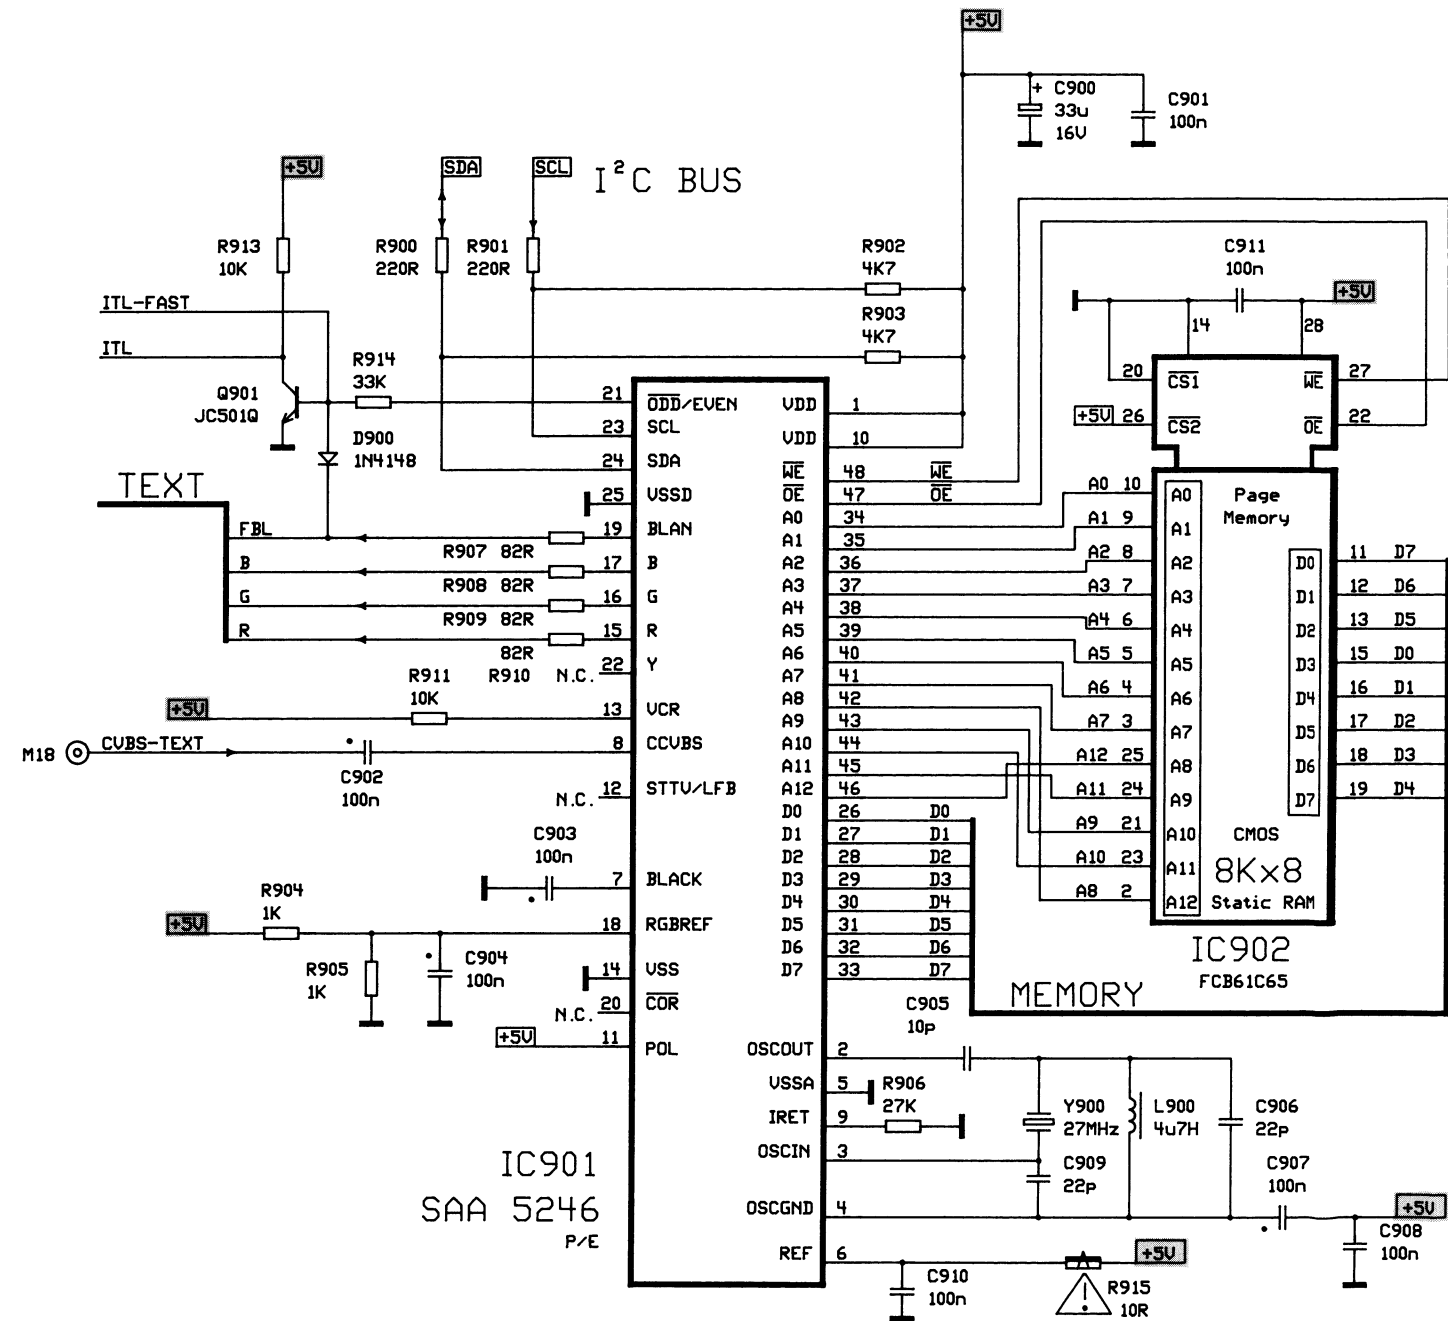 +5V
+ C900
33u
16V
C901
100n
+5V
SDA
SCL
I²C BUS
R913
10K
R900
220R
R901
220R
R902
4K7
C911
100n
ITL-FAST
+5V
R903
4K7
14
28
ITL
R914
33K
Q901
JC501Q
21
ODD/EVEN
VDD
1
20
CS1
WE
27
23
SCL
VDD
10
+5V
26
CS2
OE
22
D900
1N4148
24
SDA
WE
48
WE
TEXT
25
VSSD
OE
47
OE
A0 10
A0
Page
Memory
FBL
R907 82R
19
BLAN
A0
34
A1 9
A1
A1
35
B
R908 82R
17
B
A2
36
A2 8
A2
D0
11
D7
G
R909 82R
16
G
A3
37
A3 7
A3
D1
12
D6
A4
38
A4 6
A4
D2
13
D5
R
82R
R910
15
R
A5
39
A5 5
A5
D3
15
D0
N.C.
22
Y
A6
40
A6 4
A6
D4
16
D1
R911
10K
A7
41
A7 3
A7
D5
17
D2
+5V
13
VCR
A8
42
A12 25
A8
D6
18
D3
A9
43
A11 24
A9
D7
19
D4
M18
CVBS-TEXT
C902
100n
8
CCVBS
A10
44
A9 21
A10
CMOS
A11
45
A10 23
A11
8Kx8
N.C.
12
STTV/LFB
A12
46
A8 2
A12
Static RAM
D0
26
D0
D1
27
D1
C903
100n
D2
28
D2
7
BLACK
D3
29
D3
R904
1K
D4
30
D4
+5V
18
RGBREF
D5
31
D5
IC902
FCB61C65
R905
1K
C904
100n
D6
32
D6
14
VSS
D7
33
D7
MEMORY
N.C.
20
COR
C905
10p
+5V
11
POL
OSCOUT
2
VSSA
5
R906
27K
Y900
27MHz
L900
4u7H
C906
22p
IRET
9
OSCIN
3
C909
22p
C907
100n
IC901
SAA 5246
P/E
OSCGND
4
+5V
C908
100n
REF
6
+5V
C910
100n
!
R915
10R